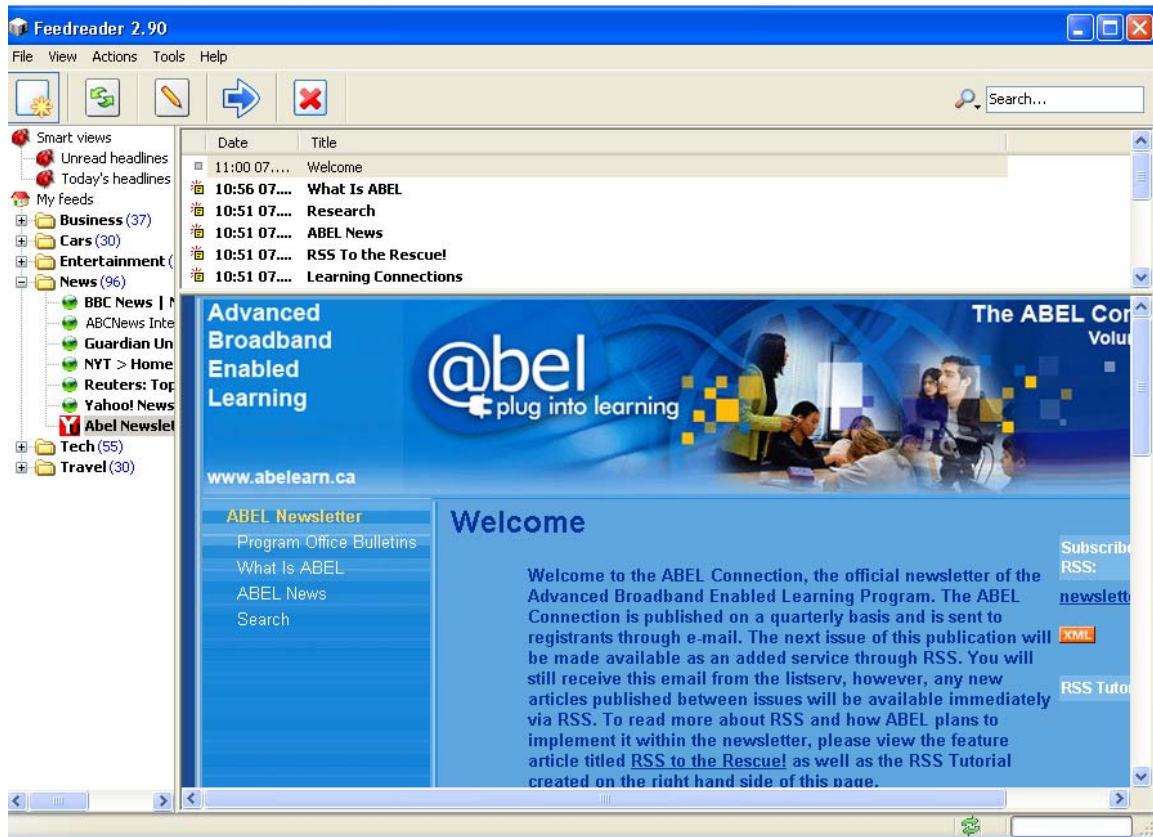 Feedreader 2.90
File View Actions Tools Help
Search...
Smart views
Unread headlines
Today's headlines
My feeds
Business (37)
Cars (30)
Entertainment (
News (96)
BBC News | N
ABCNews Inte
Guardian Un
NYT > Home
Reuters: Top
Yahoo! News
Abel Newslet
Tech (55)
Travel (30)
Date Title
11:00 07.... Welcome
10:56 07.... What Is ABEL
10:51 07.... Research
10:51 07.... ABEL News
10:51 07.... RSS To the Rescue!
10:51 07.... Learning Connections
Advanced
Broadband
Enabled
Learning
www.abelearn.ca
@bel
plug into learning
The ABEL Con
Volu
ABEL Newsletter
Program Office Bulletins
What Is ABEL
ABEL News
Search
Welcome
Welcome to the ABEL Connection, the official newsletter of the
Advanced Broadband Enabled Learning Program. The ABEL
Connection is published on a quarterly basis and is sent to
registrants through e-mail. The next issue of this publication will
be made available as an added service through RSS. You will
still receive this email from the listserv, however, any new
articles published between issues will be available immediately
via RSS. To read more about RSS and how ABEL plans to
implement it within the newsletter, please view the feature
article titled RSS to the Rescue! as well as the RSS Tutorial
created on the right hand side of this page.
Subscribe
RSS:
newslett
XML
RSS Tutor